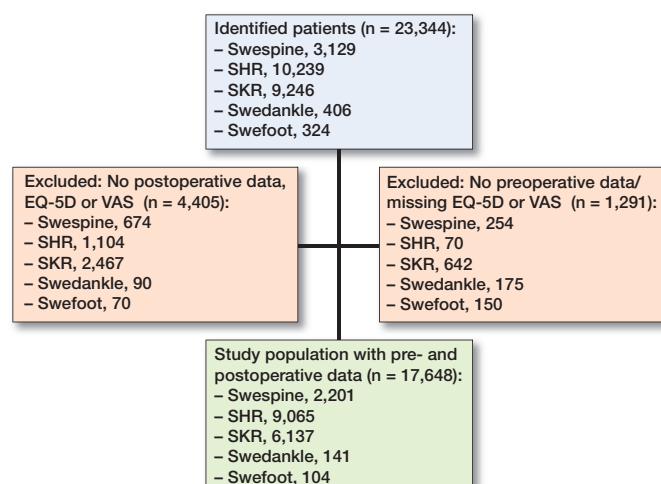 Identified patients (n = 23,344):
– Swespine, 3,129
– SHR, 10,239
– SKR, 9,246
– Swedankle, 406
– Swefoot, 324
Excluded: No postoperative data,
EQ-5D or VAS (n = 4,405):
– Swespine, 674
– SHR, 1,104
– SKR, 2,467
– Swedankle, 90
– Swefoot, 70
Excluded: No preoperative data/
missing EQ-5D or VAS (n = 1,291):
– Swespine, 254
– SHR, 70
– SKR, 642
– Swedankle, 175
– Swefoot, 150
Study population with pre- and
postoperative data (n = 17,648):
– Swespine, 2,201
– SHR, 9,065
– SKR, 6,137
– Swedankle, 141
– Swefoot, 104